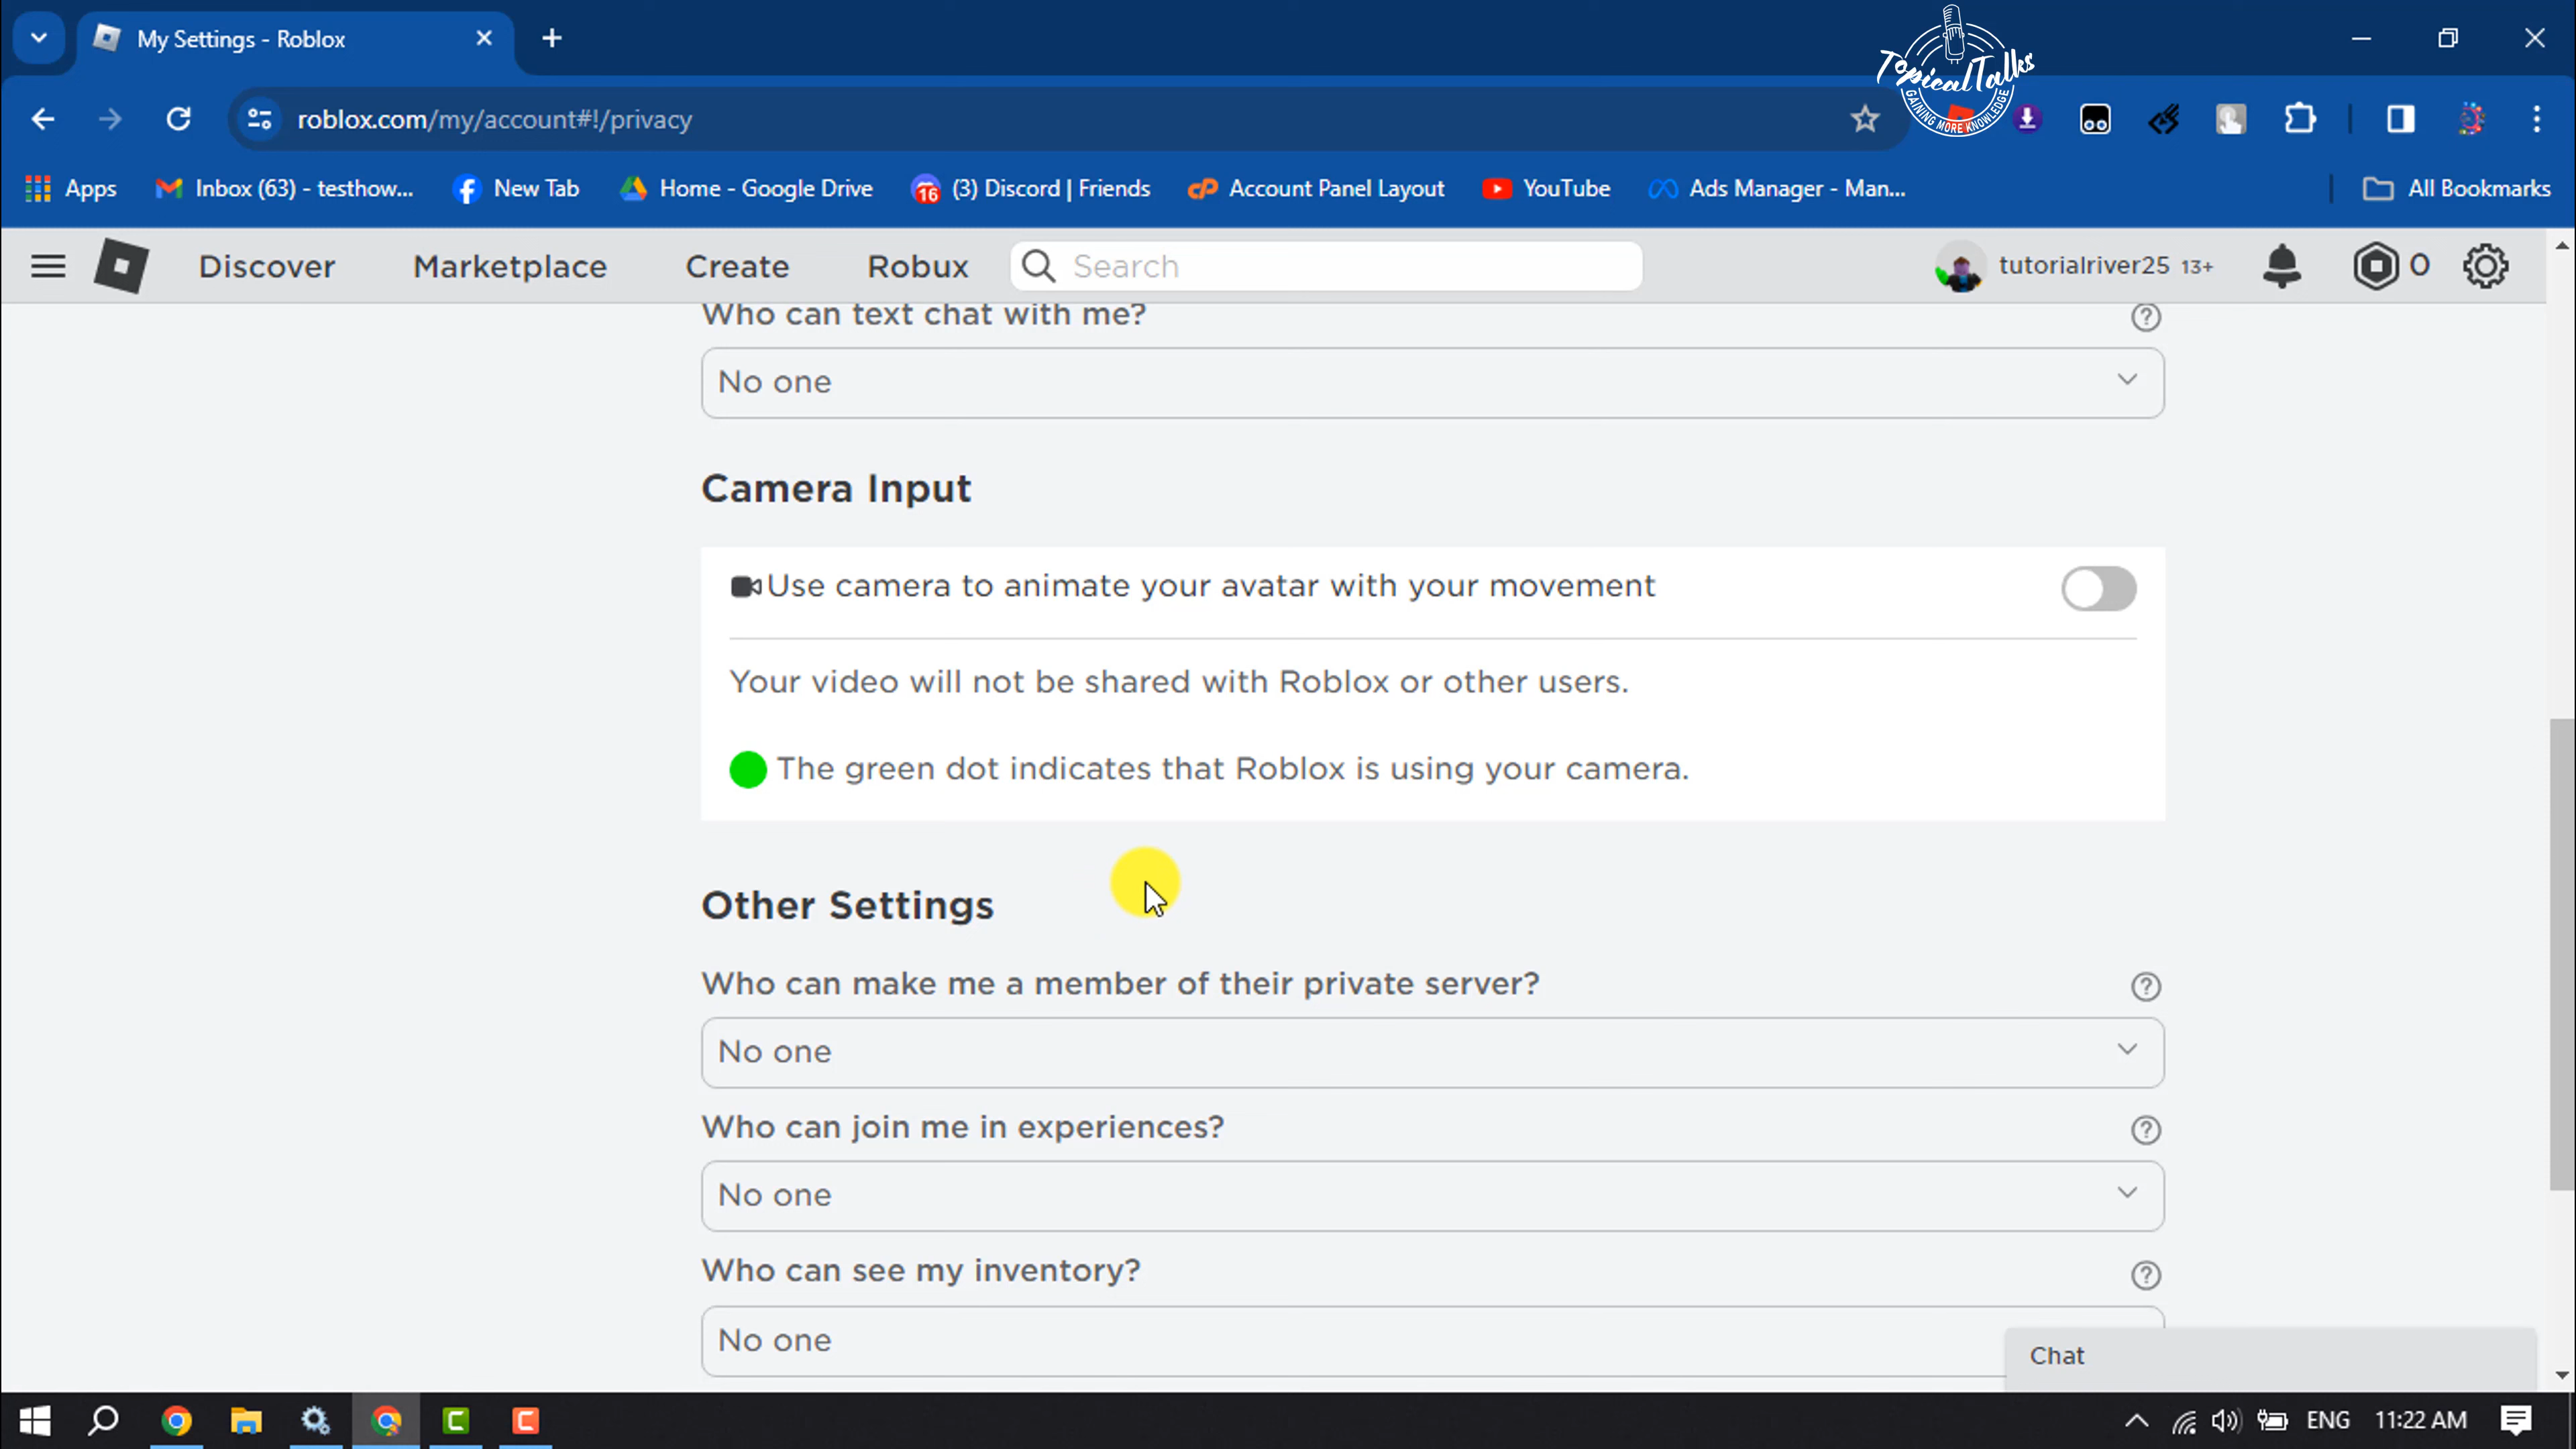 My Settings - Roblox
TopicalTalks
GAINING MORE KNOWLEDGE
roblox.com/my/account#!/privacy
Apps
Inbox (63) - testhow...
New Tab
Home - Google Drive
16
(3) Discord | Friends
Account Panel Layout
YouTube
Ads Manager - Man...
All Bookmarks
Discover
Marketplace
Create
Robux
Search
tutorialriver25 13+
0
Who can text chat with me?
No one
Camera Input
Use camera to animate your avatar with your movement
Your video will not be shared with Roblox or other users.
The green dot indicates that Roblox is using your camera.
Other Settings
Who can make me a member of their private server?
No one
Who can join me in experiences?
No one
Who can see my inventory?
No one
Chat
ENG
11:22 AM